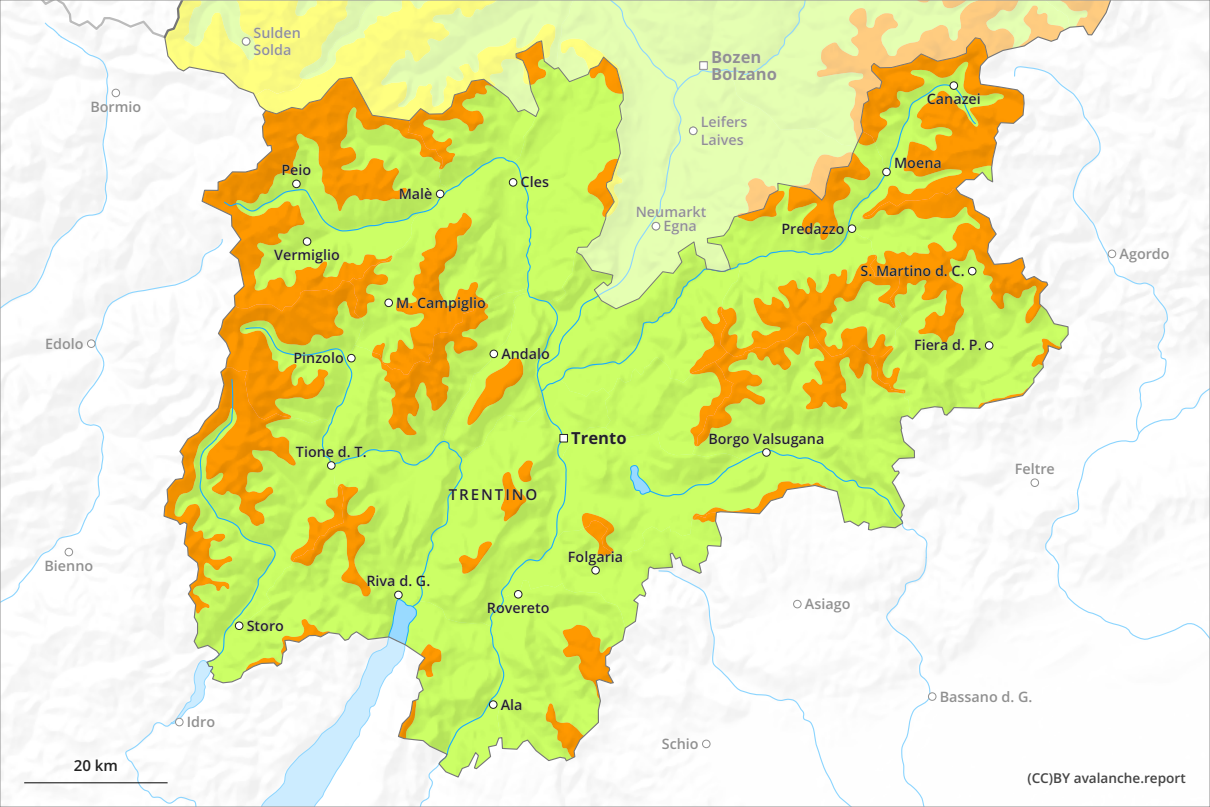 Sulden
Solda
Bozen
Bolzano
Bormio
Canazei
Leifers
Laives
Moena
Peio
Malè
Cles
Neumarkt
Egna
Predazzo
Vermiglio
Agordo
S. Martino d. C.
M. Campiglio
Edolo
Pinzolo
Andalo
Fiera d. P.
Trento
Borgo Valsugana
Tione d. T.
Feltre
TRENTINO
Bienno
Folgaria
Riva d. G.
Rovereto
Asiago
Storo
Bassano d. G.
Ala
Idro
Schio
20 km
(CC)BY avalanche.report